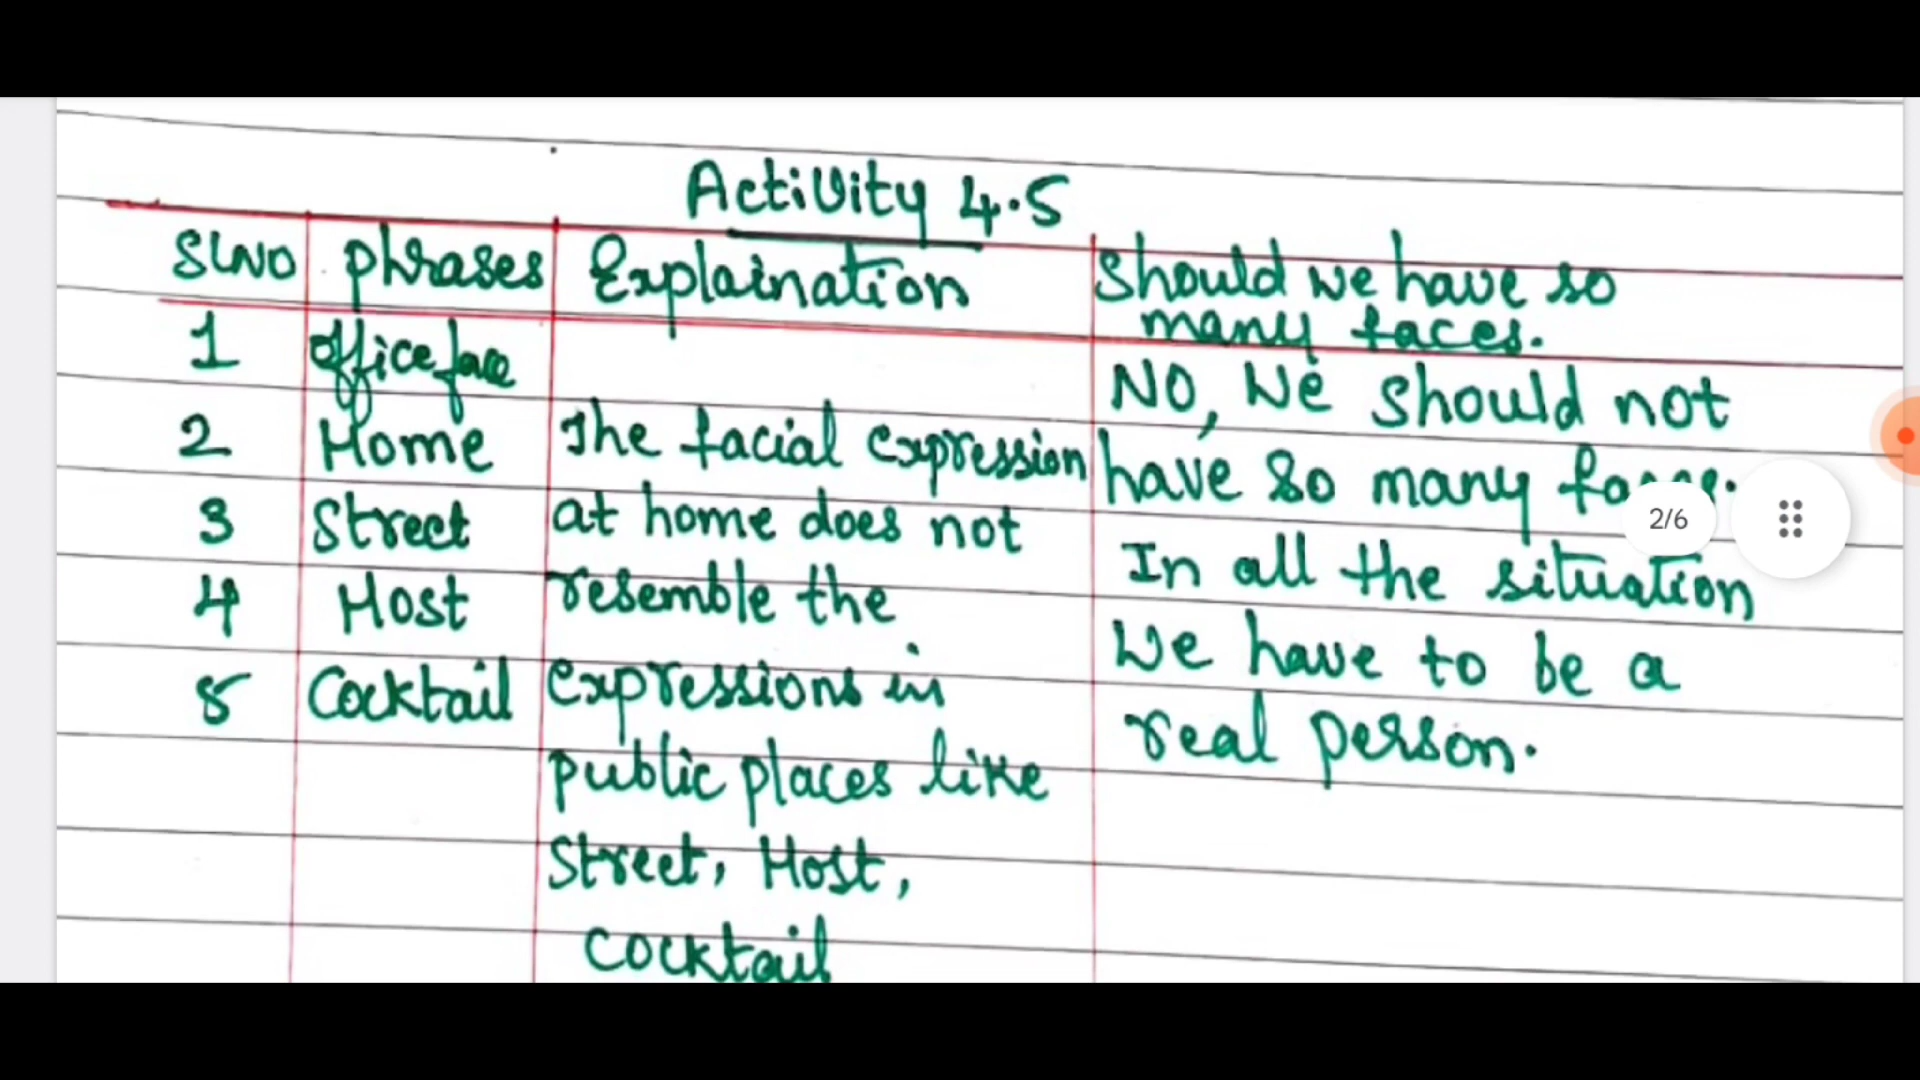 Activity 4.5
SLNO phrases Explaination Should we have so
many faces.
1 officeface
NO, We should not
2 Home The facial expression have so many
3 Street at home does not
2/6
In all the situation
4 Host resemble the
We have to be a
5 Cocktail expressions in
real person.
public places like
Street, Host,
Cocktail